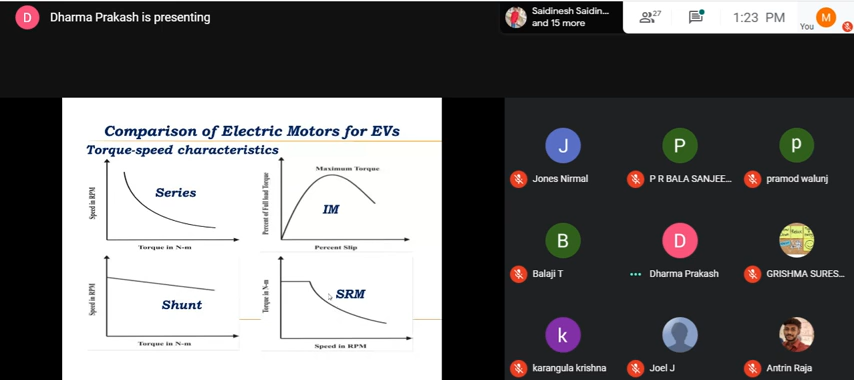 D Dharma Prakash is presenting
Saidinesh Saidin...
and 15 more
27
1:23 PM
You
M
Comparison of Electric Motors for EVs
Torque-speed characteristics
Speed in RPM
Series
Torque in N-m
Percent of Full load Torque
Maximum Torque
IM
Percent Slip
Speed in RPM
Shunt
Torque in N-m
Torque in N-m
SRM
Speed in RPM
J
Jones Nirmal
P
P R BALA SANJEE...
p
pramod walunj
B
Balaji T
D
Dharma Prakash
GRISHMA SURES...
k
karangula krishna
Joel J
Antrin Raja